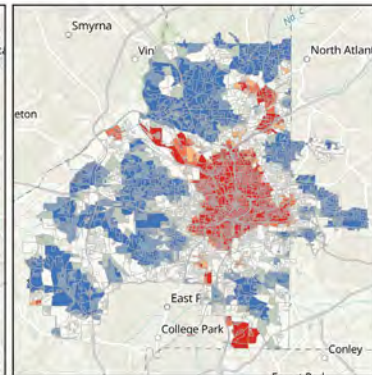 Smyrna
Vin
North Atlant
eton
East F
College Park
Conley